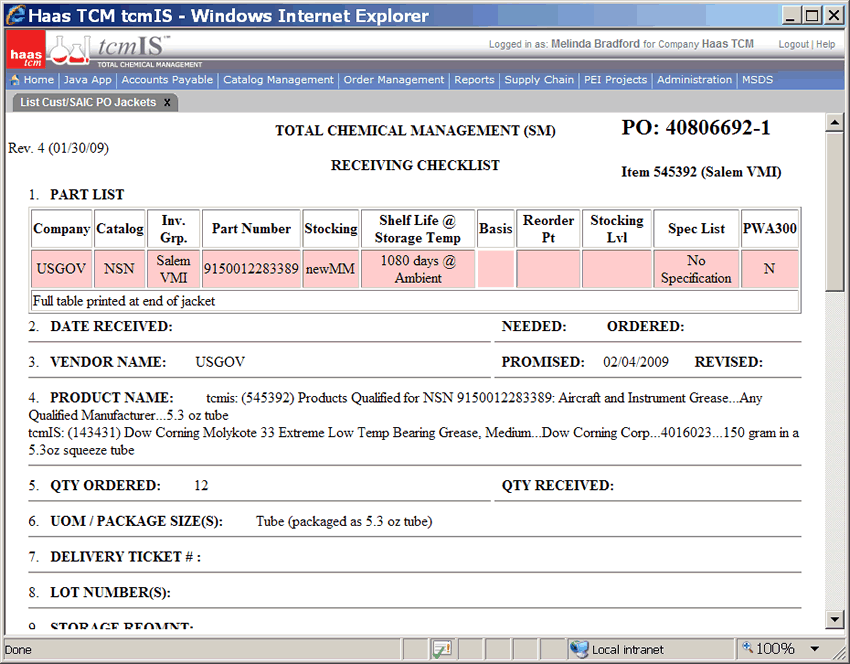 Haas TCM tcmIS - Windows Internet Explorer
haas tcm
tcmIS™
TOTAL CHEMICAL MANAGEMENT
Logged in as: Melinda Bradford for Company Haas TCM
Logout | Help
Home | Java App | Accounts Payable | Catalog Management | Order Management | Reports | Supply Chain | PEI Projects | Administration | MSDS
List Cust/SAIC PO Jackets x
TOTAL CHEMICAL MANAGEMENT (SM) PO: 40806692-1
Rev. 4 (01/30/09)
RECEIVING CHECKLIST
Item 545392 (Salem VMI)
1. PART LIST
Company Catalog Inv. Grp. Part Number Stocking Shelf Life @ Storage Temp Basis Reorder Pt Stocking Lvl Spec List PWA300
USGOV NSN Salem VMI 9150012283389 newMM 1080 days @ Ambient No Specification N
Full table printed at end of jacket
2. DATE RECEIVED: NEEDED: ORDERED:
3. VENDOR NAME: USGOV PROMISED: 02/04/2009 REVISED:
4. PRODUCT NAME: tcmis: (545392) Products Qualified for NSN 9150012283389: Aircraft and Instrument Grease...Any
Qualified Manufacturer...5.3 oz tube
tcmIS: (143431) Dow Corning Molykote 33 Extreme Low Temp Bearing Grease, Medium...Dow Corning Corp...4016023...150 gram in a
5.3oz squeeze tube
5. QTY ORDERED: 12 QTY RECEIVED:
6. UOM / PACKAGE SIZE(S): Tube (packaged as 5.3 oz tube)
7. DELIVERY TICKET # :
8. LOT NUMBER(S):
9. STORAGE REQMNT:
Done
Local intranet
100%